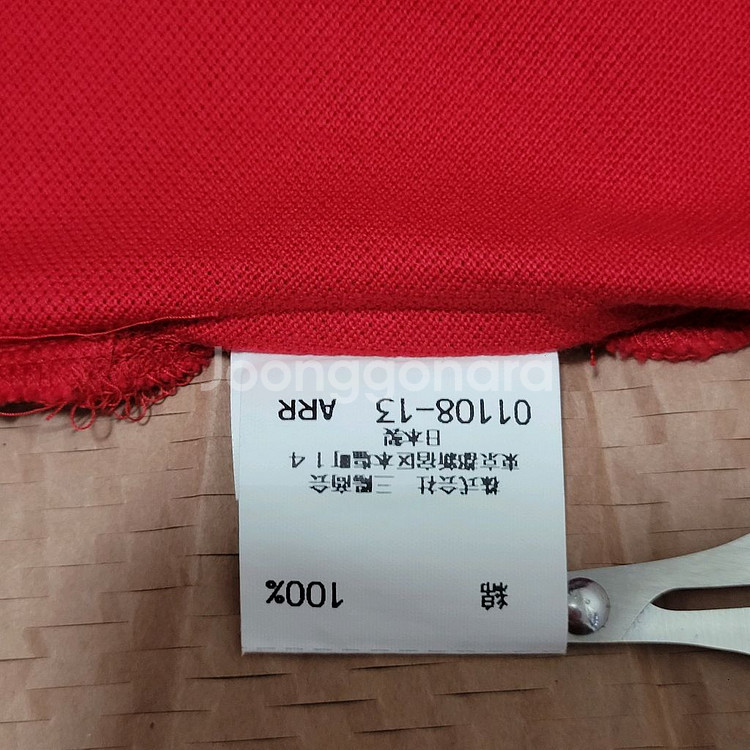 Joonggonara
綿 100%
株式会社 三陽商会
東京都新宿区本塩町14
日本製
01108-13 ARR